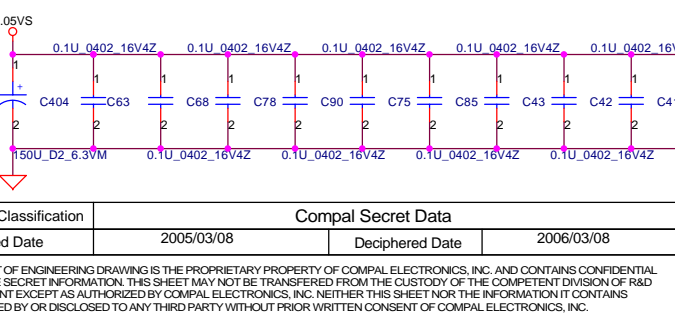 .05VS
0.1U_0402_16V4Z 0.1U_0402_16V4Z 0.1U_0402_16V4Z 0.1U_0402_16V4Z 0.1U_0402_16V
1 1 1 1 1 1 1 1 1 1
+ C404 C63 C68 C78 C90 C75 C85 C43 C42 C41
2 2 2 2 2 2 2 2 2 2
150U_D2_6.3VM 0.1U_0402_16V4Z 0.1U_0402_16V4Z 0.1U_0402_16V4Z 0.1U_0402_16V4Z
Classification Compal Secret Data
d Date 2005/03/08 Deciphered Date 2006/03/08
T OF ENGINEERING DRAWING IS THE PROPRIETARY PROPERTY OF COMPAL ELECTRONICS, INC. AND CONTAINS CONFIDENTIAL
SECRET INFORMATION. THIS SHEET MAY NOT BE TRANSFERED FROM THE CUSTODY OF THE COMPETENT DIVISION OF R&D
NT EXCEPT AS AUTHORIZED BY COMPAL ELECTRONICS, INC. NEITHER THIS SHEET NOR THE INFORMATION IT CONTAINS
ED BY OR DISCLOSED TO ANY THIRD PARTY WITHOUT PRIOR WRITTEN CONSENT OF COMPAL ELECTRONICS, INC.